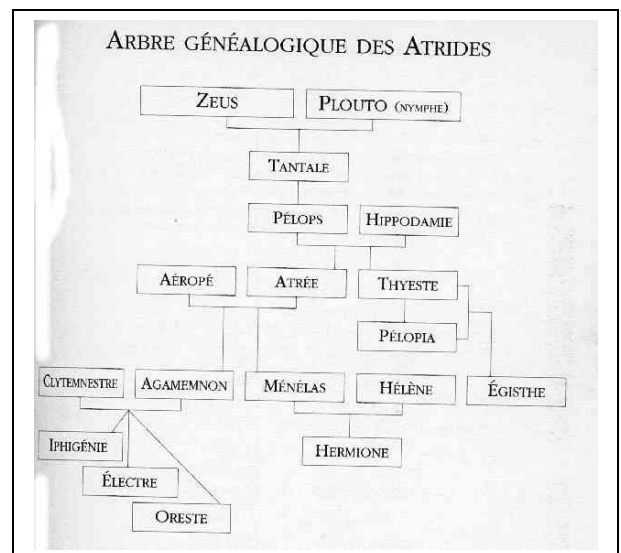 ARBRE GÉNÉALOGIQUE DES ATRIDES
ZEUS
PLOUTO (NYMPHE)
TANTALE
PÉLOPS
HIPPODAMIE
AÉROPÉ
ATRÉE
THYESTE
PÉLOPIA
CLYTEMNESTRE
AGAMEMNON
MÉNÉLAS
HÉLÈNE
ÉGISTHE
IPHIGÉNIE
HERMIONE
ÉLECTRE
ORESTE